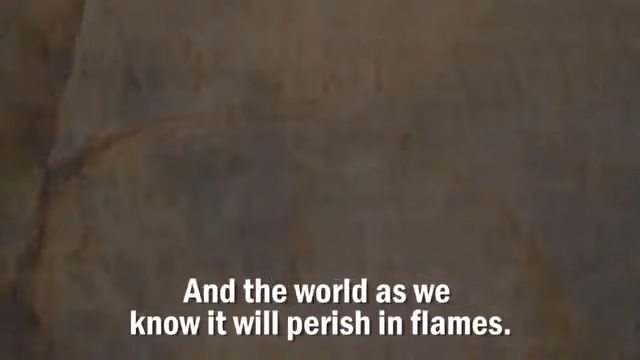 And the world as we
know it will perish in flames.